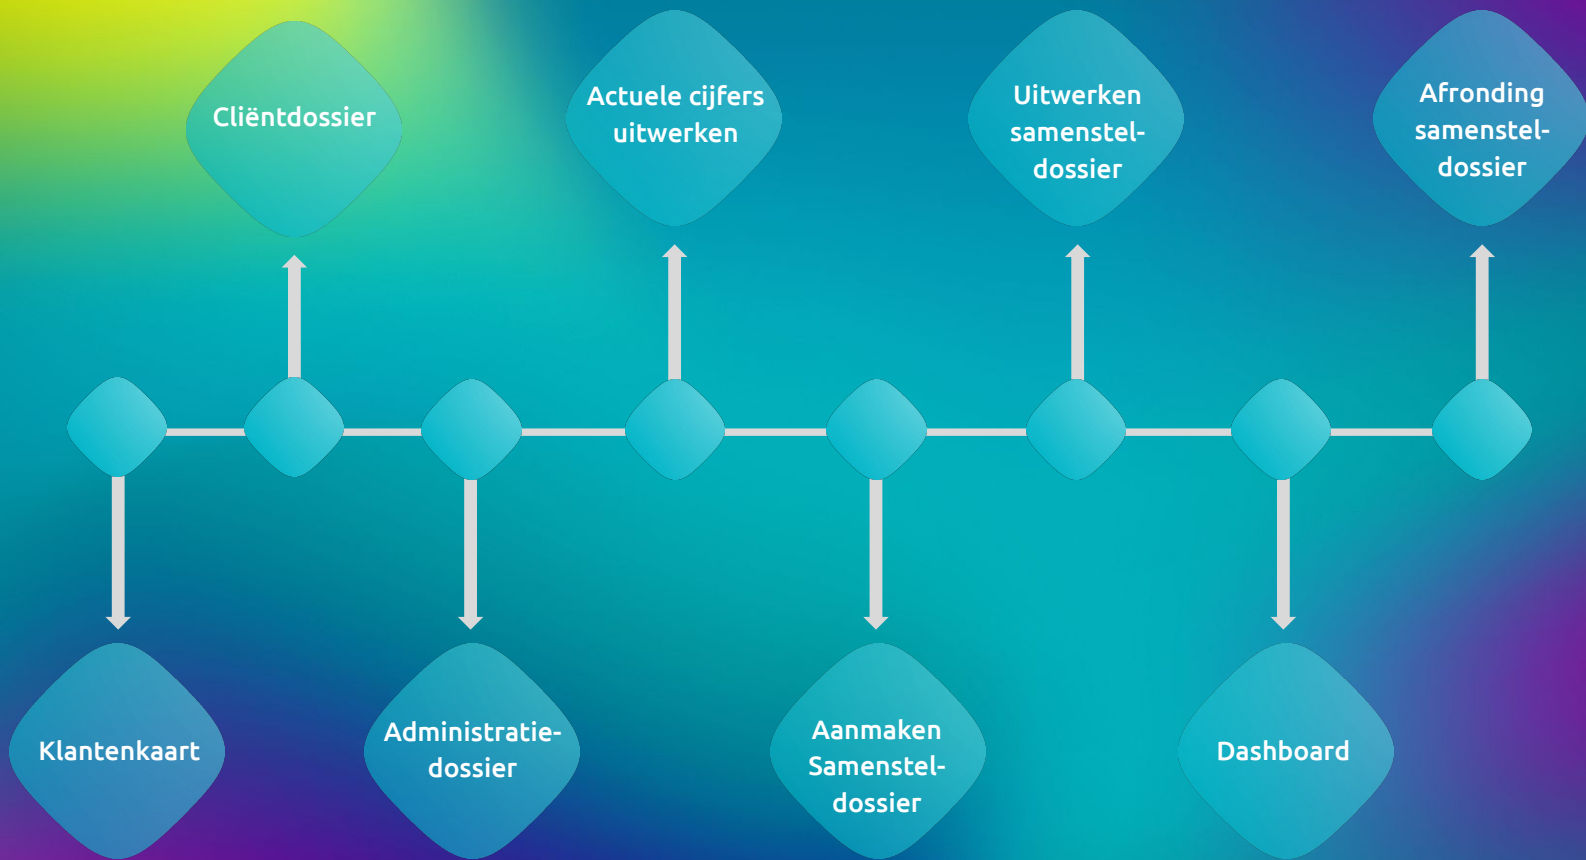 Cliëntdossier
Actuele cijfers
uitwerken
Uitwerken
samenstel-
dossier
Afronding
samenstel-
dossier
Klantenkaart
Administratie-
dossier
Aanmaken
Samenstel-
dossier
Dashboard